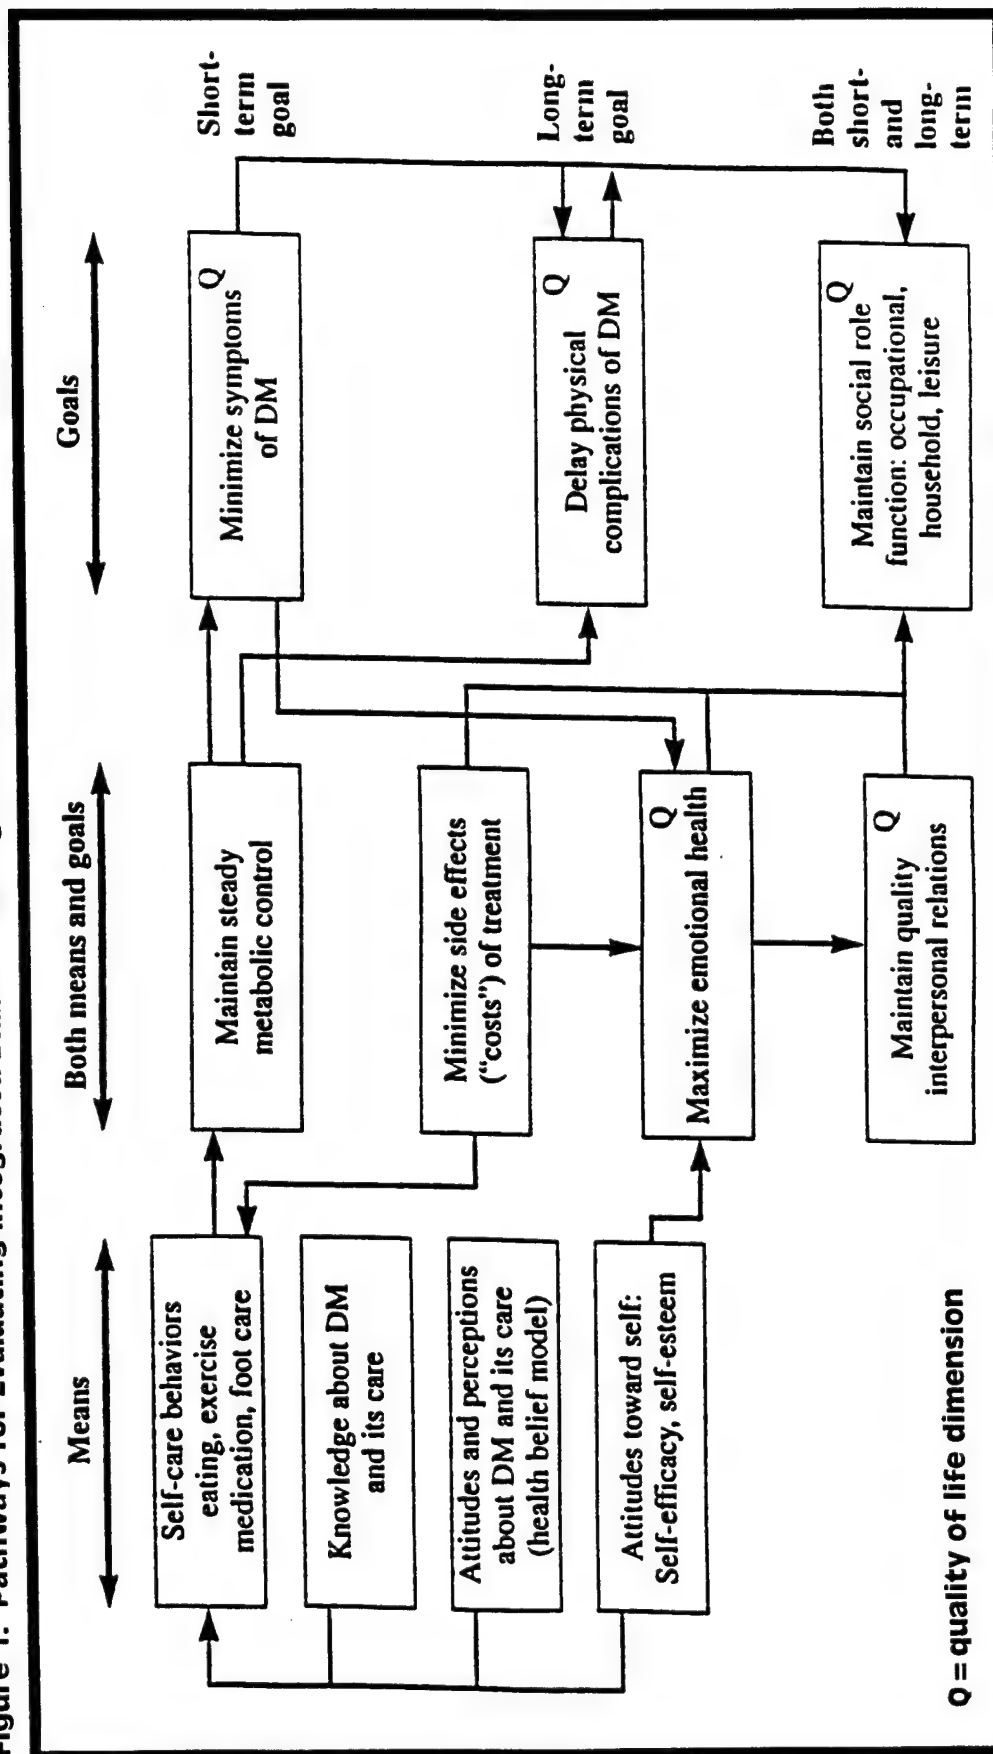 Figure 1. Pathways for Evaluating
Means
Both means and goals
Goals
Self-care behaviors
eating, exercise
medication, foot care
Knowledge about DM
and its care
Attitudes and perceptions
about DM and its care
(health belief model)
Attitudes toward self:
Self-efficacy, self-esteem
Maintain steady
metabolic control
Minimize side effects
(“costs”) of treatment
Q
Maximize emotional health
Q
Maintain quality
interpersonal relations
Q
Minimize symptoms
of DM
Q
Delay physical
complications of DM
Q
Maintain social role
function: occupational,
household, leisure
Short-
term
goal
Long-
term
goal
Both
short-
and
long-
term
Q = quality of life dimension